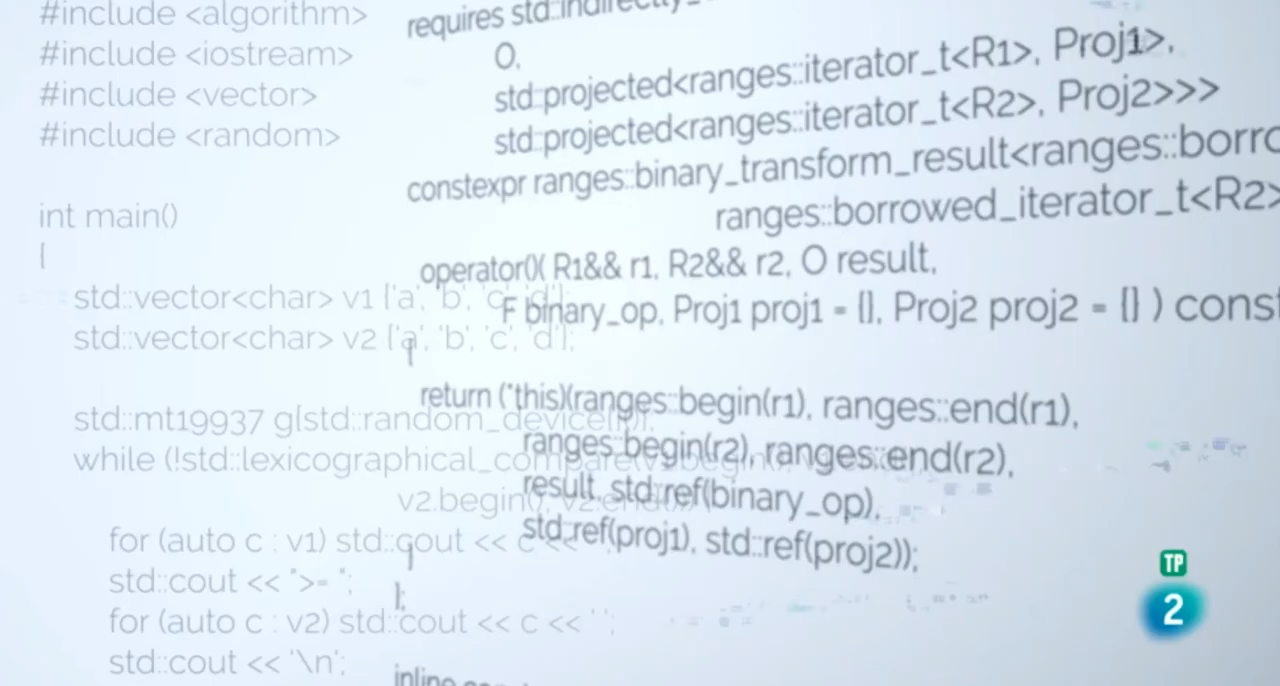 #include <algorithm>
#include <iostream>
#include <vector>
#include <random>
int main()
{
std::vector<char> v1 {'a', 'b', 'c', 'd'};
std::vector<char> v2 {'a', 'b', 'c', 'd'};
std::mt19937 g{std::random_device{}()};
while (!std::lexicographical_compare(v1.begin(),
v2.begin(), v2.end()))
for (auto c : v1) std::cout << c << ' ';
std::cout << ">= ";
for (auto c : v2) std::cout << c << ' ';
std::cout << '\n';
requires
O,
std::projected<ranges::iterator_t<R1>, Proj1>,
std::projected<ranges::iterator_t<R2>, Proj2>>>
constexpr ranges::binary_transform_result<ranges::borro
ranges::borrowed_iterator_t<R2>
operator()( R1&& r1, R2&& r2, O result,
F binary_op, Proj1 proj1 = {}, Proj2 proj2 = {} ) const
{
return (*this)(ranges::begin(r1), ranges::end(r1),
ranges::begin(r2), ranges::end(r2),
result, std::ref(binary_op),
std::ref(proj1), std::ref(proj2));
}
};
inline
TP
2